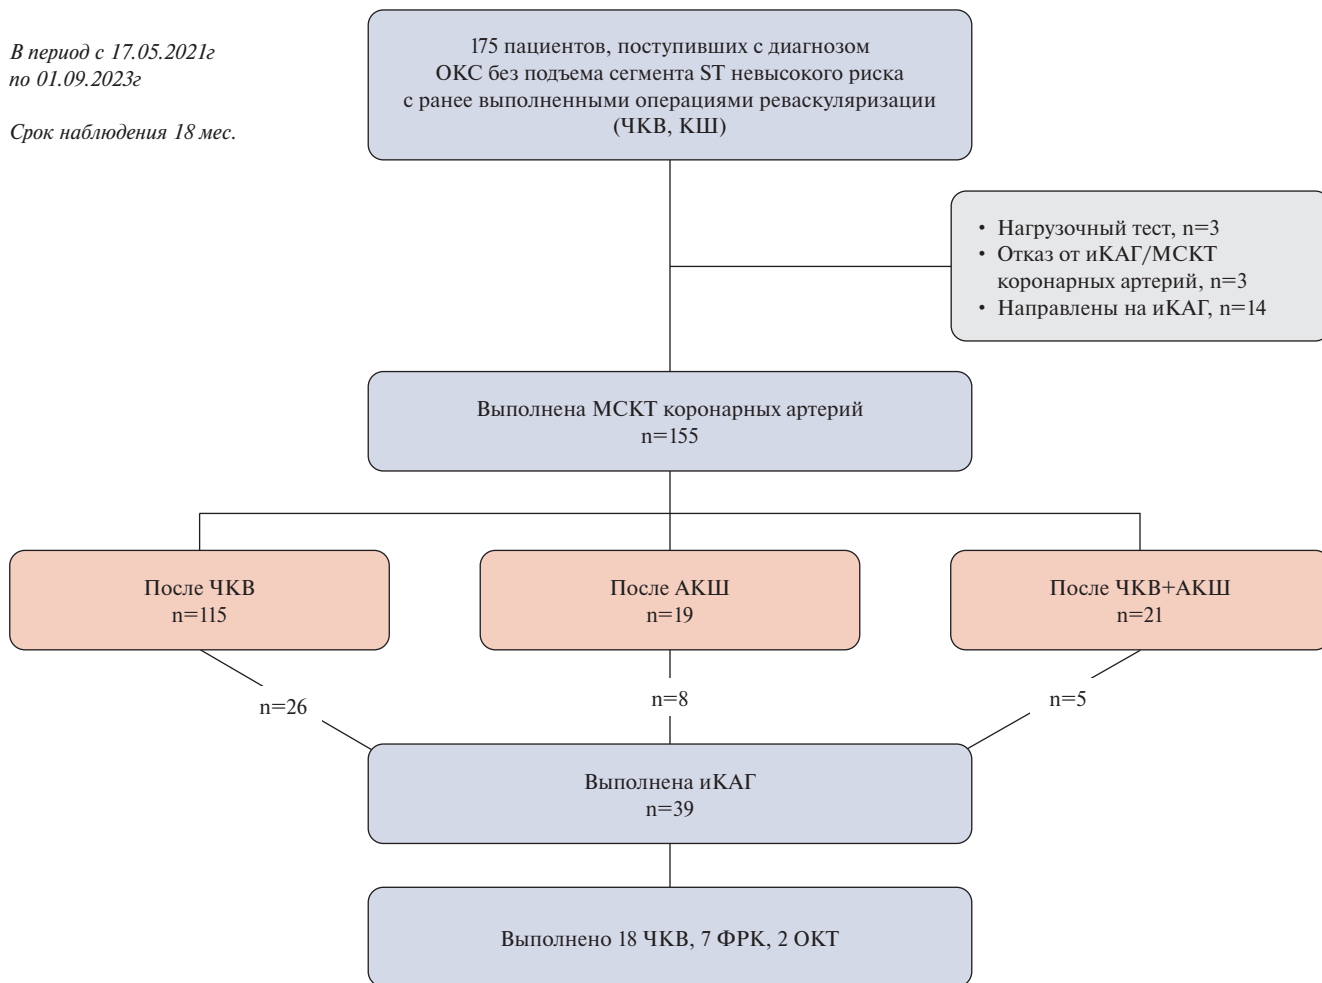 В период с 17.05.2021г
по 01.09.2023г
Срок наблюдения 18 мес.
175 пациентов, поступивших с диагнозом
ОКС без подъема сегмента ST невысокого риска
с ранее выполненными операциями реваскуляризации
(ЧКВ, КШ)
• Нагрузочный тест, n=3
• Отказ от иКАГ/МСКТ
коронарных артерий, n=3
• Направлены на иКАГ, n=14
Выполнена МСКТ коронарных артерий
n=155
После ЧКВ
n=115
После АКШ
n=19
После ЧКВ+АКШ
n=21
n=26
n=8
n=5
Выполнена иКАГ
n=39
Выполнено 18 ЧКВ, 7 ФРК, 2 ОКТ